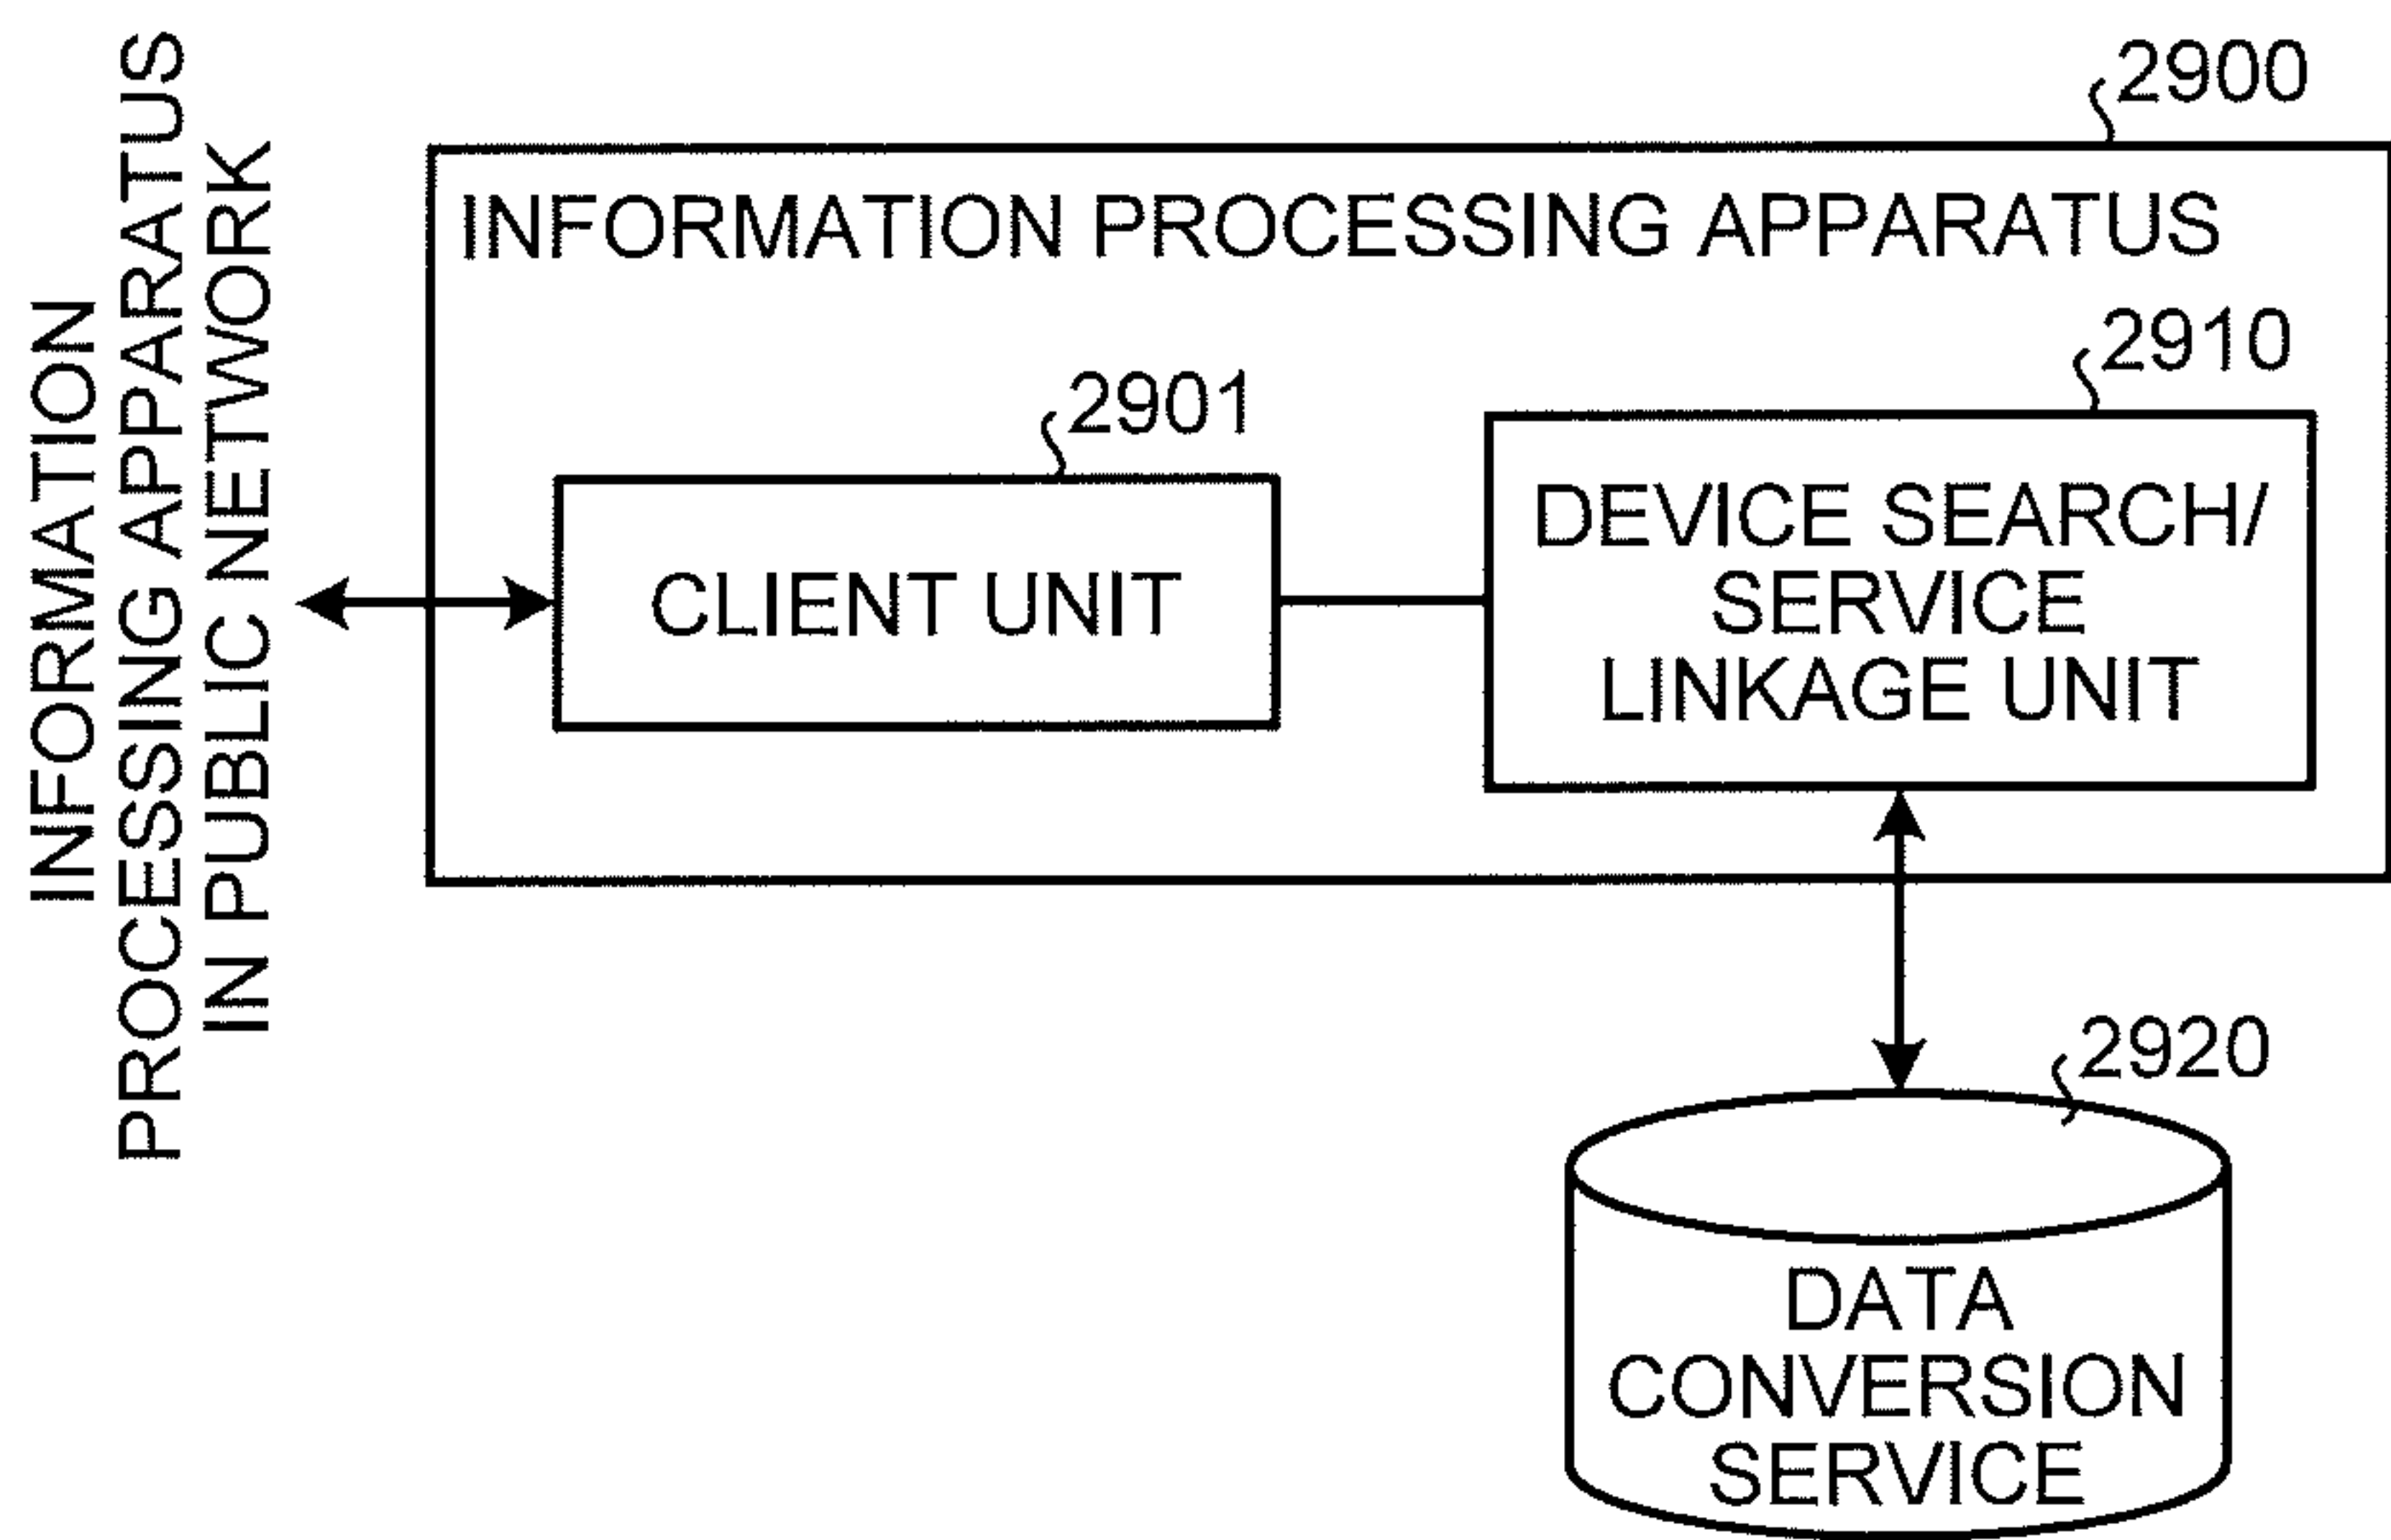 INFORMATION
PROCESSING APPARATUS
IN PUBLIC NETWORK
2900
INFORMATION PROCESSING APPARATUS
2910
2901
DEVICE SEARCH/
SERVICE
LINKAGE UNIT
CLIENT UNIT
2920
DATA
CONVERSION
SERVICE